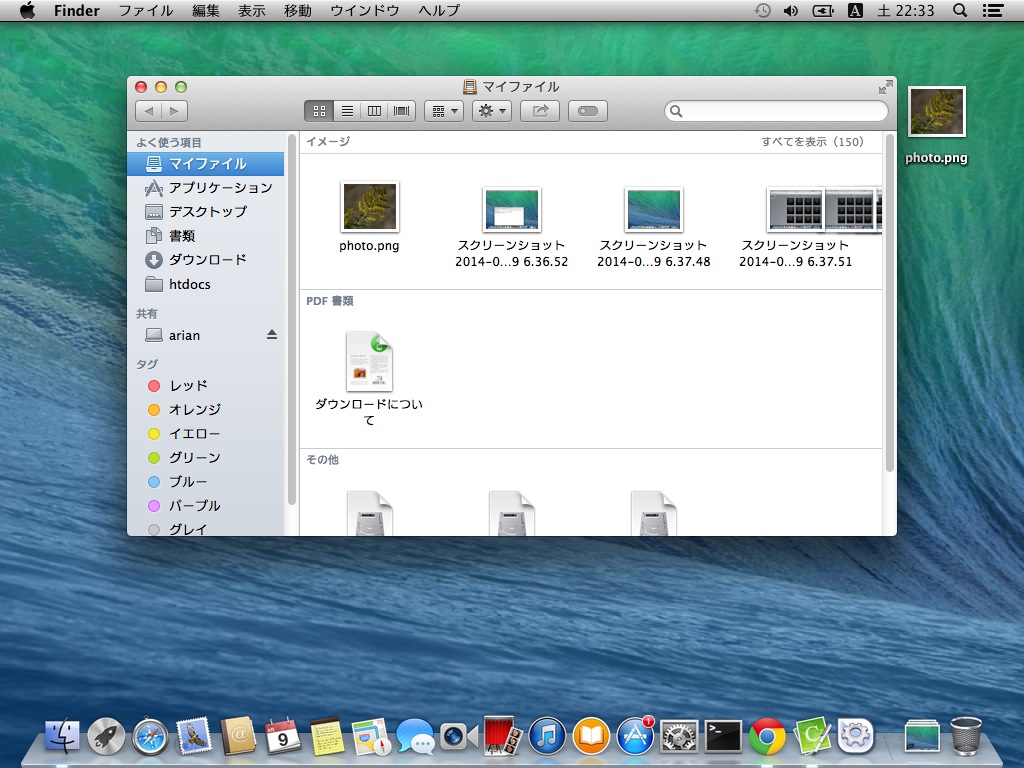 Finder ファイル 編集 表示 移動 ウインドウ ヘルプ A 土 22:33
マイファイル
よく使う項目
マイファイル
アプリケーション
デスクトップ
書類
ダウンロード
htdocs
共有
arian
タグ
レッド
オレンジ
イエロー
グリーン
ブルー
パープル
グレイ
イメージ すべてを表示（150）
photo.png
スクリーンショット
2014-0...9 6.36.52
スクリーンショット
2014-0...9 6.37.48
スクリーンショット
2014-0...9 6.37.51
PDF 書類
ダウンロードについ
て
その他
photo.png
9
1